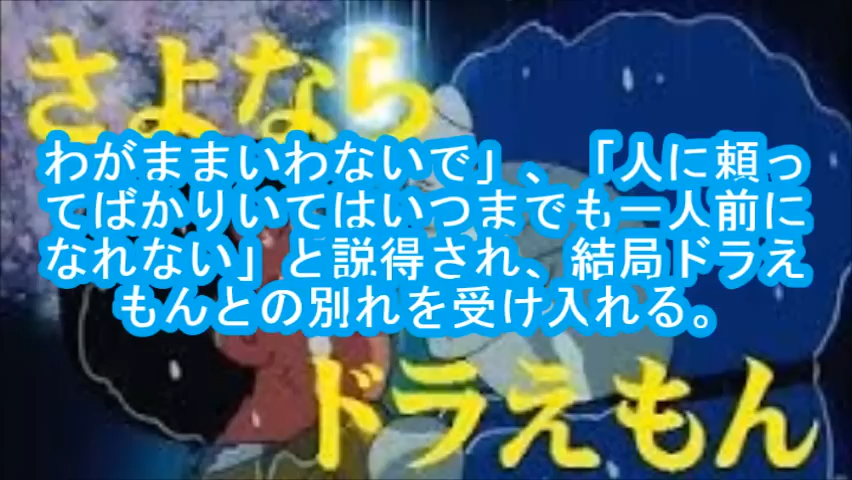 さよなら
わがままいわないで」、「人に頼っ
てばかりいてはいつまでも一人前に
なれない」と説得され、結局ドラえ
もんとの別れを受け入れる。
ドラえもん